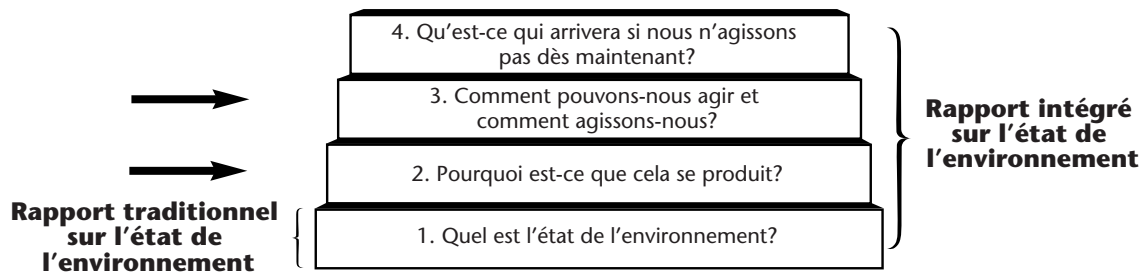 4. Qu’est-ce qui arrivera si nous n’agissons
pas dès maintenant?
3. Comment pouvons-nous agir et
comment agissons-nous?
2. Pourquoi est-ce que cela se produit?
1. Quel est l’état de l’environnement?
Rapport traditionnel
sur l’état de
l’environnement
Rapport intégré
sur l’état de
l’environnement